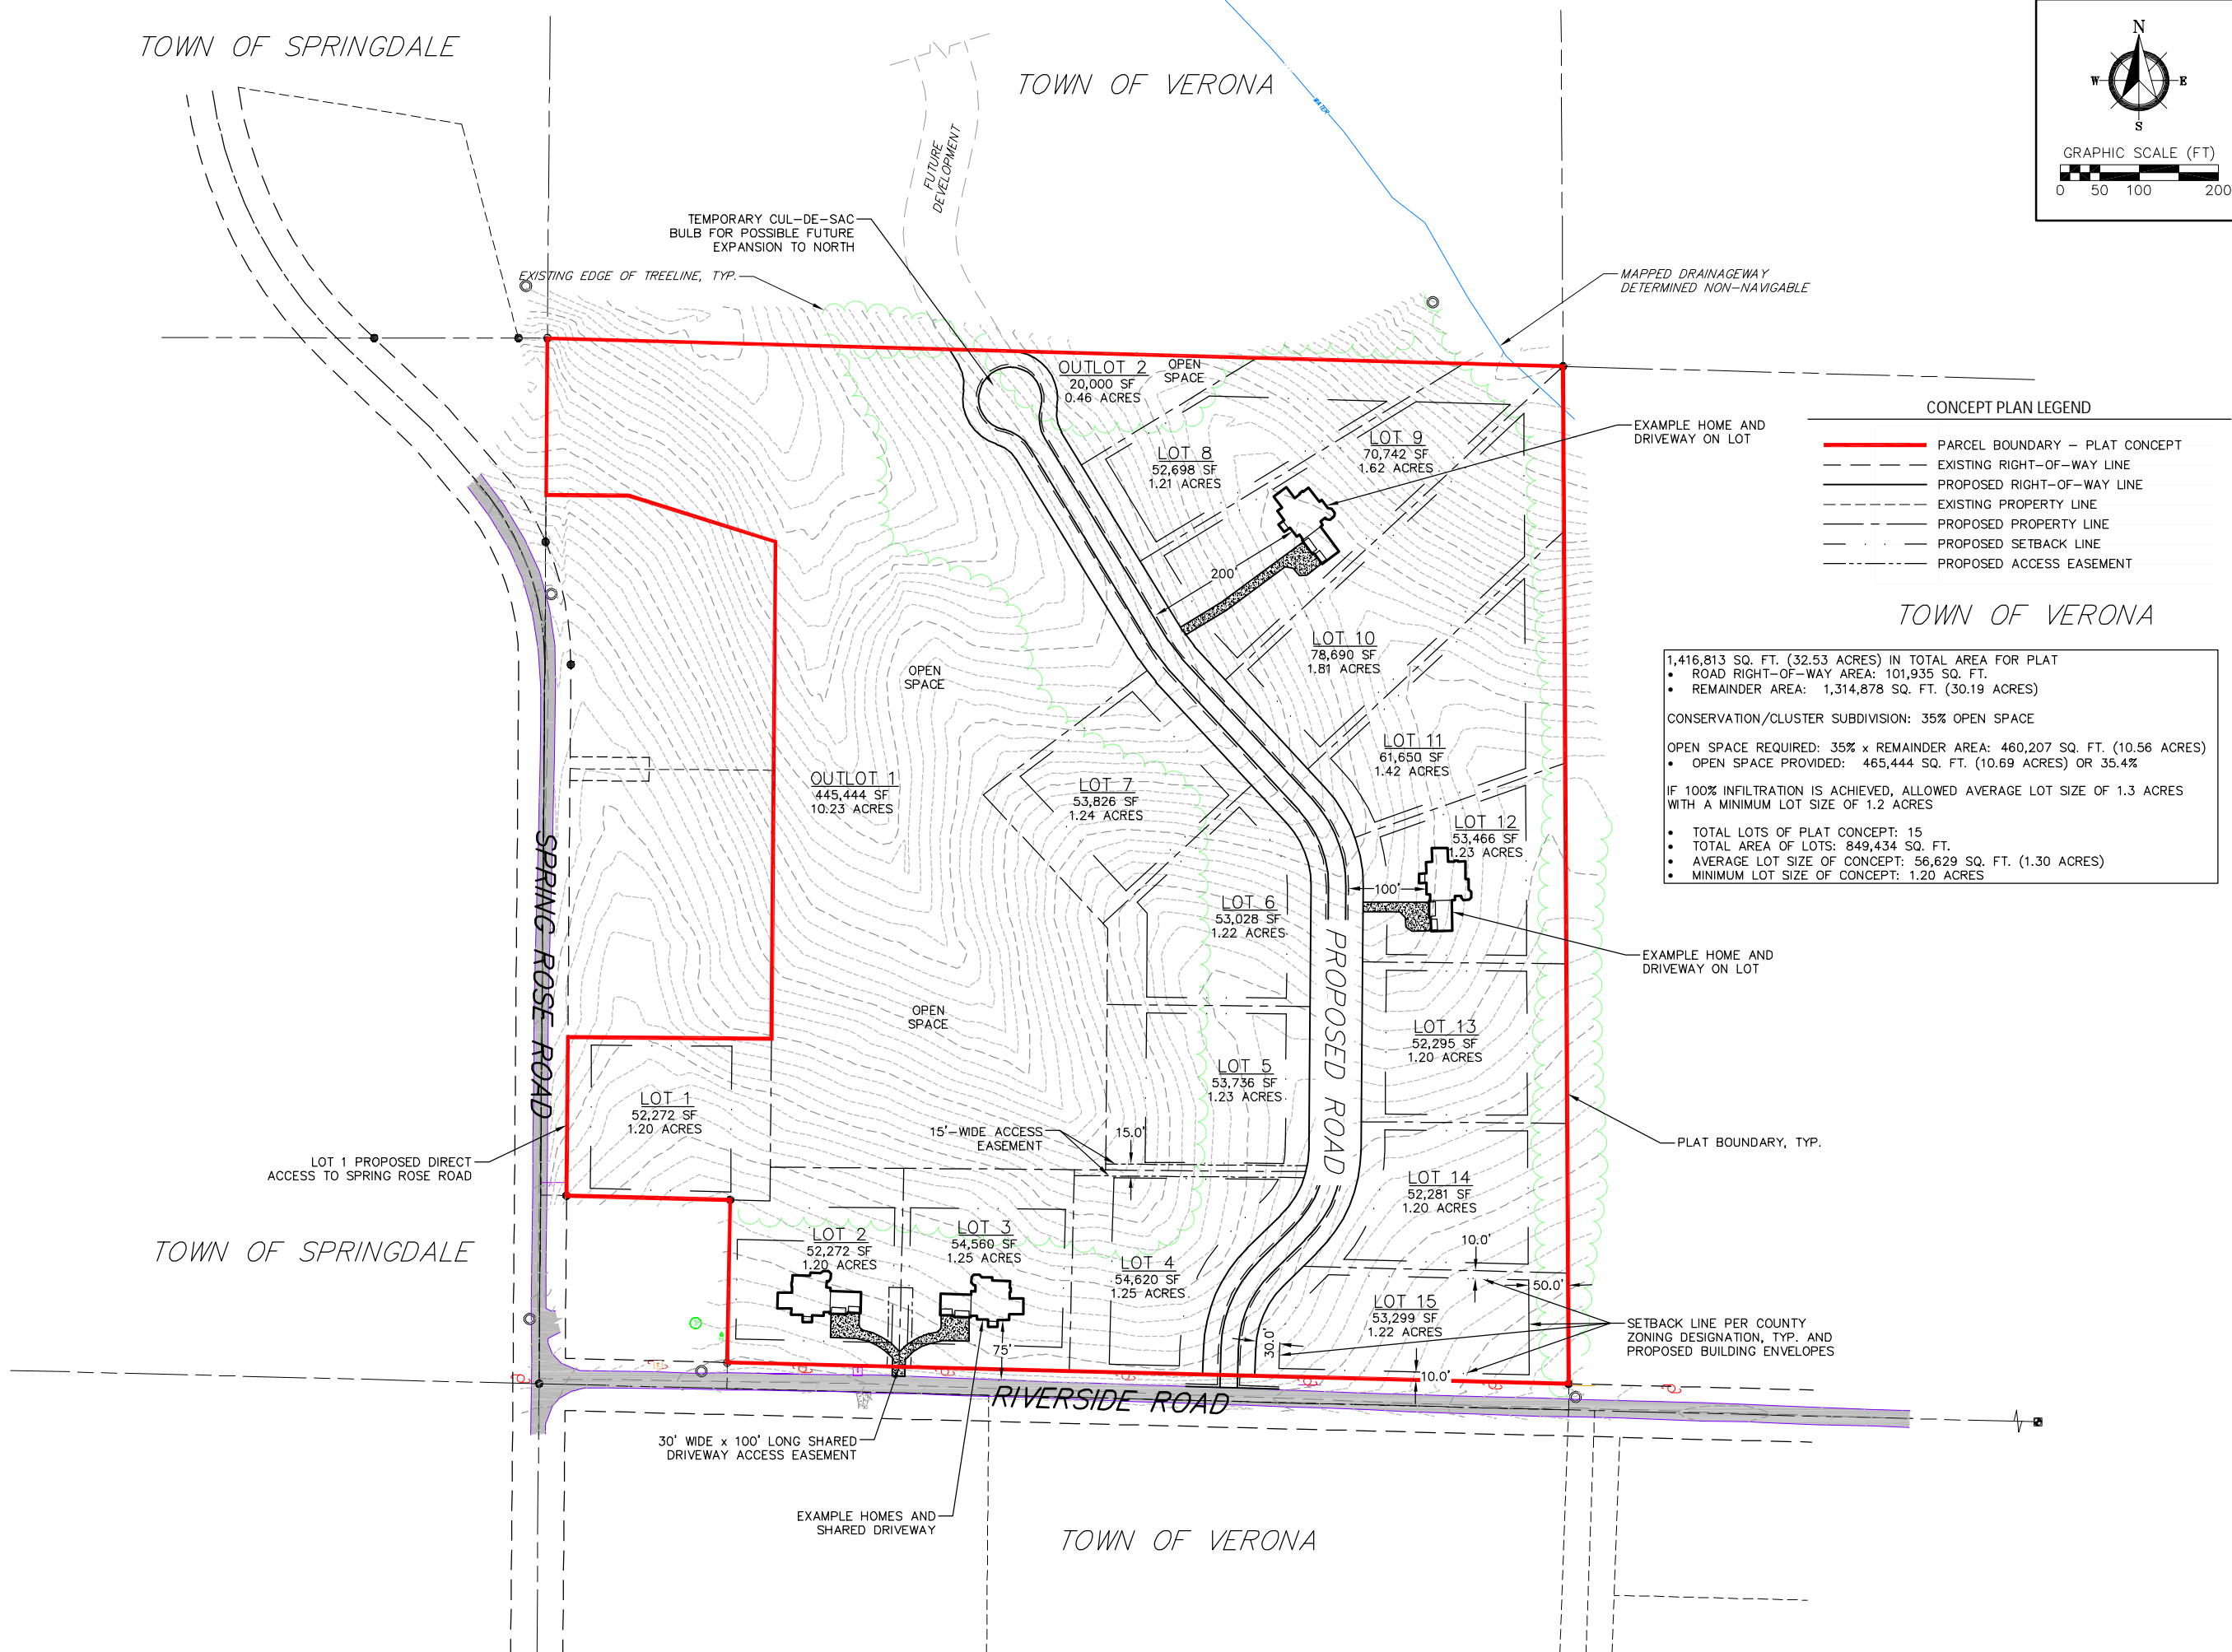 TOWN OF SPRINGDALE
TOWN OF VERONA
N
W
E
S
GRAPHIC SCALE (FT)
0 50 100 200
WATER
FUTURE
DEVELOPMENT
TEMPORARY CUL-DE-SAC
BULB FOR POSSIBLE FUTURE
EXPANSION TO NORTH
EXISTING EDGE OF TREELINE, TYP.
MAPPED DRAINAGEWAY
DETERMINED NON-NAVIGABLE
OUTLOT 2
20,000 SF
0.46 ACRES
OPEN
SPACE
LOT 8
52,698 SF
1.21 ACRES
LOT 9
70,742 SF
1.62 ACRES
EXAMPLE HOME AND
DRIVEWAY ON LOT
CONCEPT PLAN LEGEND
PARCEL BOUNDARY - PLAT CONCEPT
EXISTING RIGHT-OF-WAY LINE
PROPOSED RIGHT-OF-WAY LINE
EXISTING PROPERTY LINE
PROPOSED PROPERTY LINE
PROPOSED SETBACK LINE
PROPOSED ACCESS EASEMENT
TOWN OF VERONA
200'
LOT 10
78,690 SF
1.81 ACRES
OPEN
SPACE
1,416,813 SQ. FT. (32.53 ACRES) IN TOTAL AREA FOR PLAT
• ROAD RIGHT-OF-WAY AREA: 101,935 SQ. FT.
• REMAINDER AREA: 1,314,878 SQ. FT. (30.19 ACRES)
CONSERVATION/CLUSTER SUBDIVISION: 35% OPEN SPACE
OPEN SPACE REQUIRED: 35% x REMAINDER AREA: 460,207 SQ. FT. (10.56 ACRES)
• OPEN SPACE PROVIDED: 465,444 SQ. FT. (10.69 ACRES) OR 35.4%
IF 100% INFILTRATION IS ACHIEVED, ALLOWED AVERAGE LOT SIZE OF 1.3 ACRES
WITH A MINIMUM LOT SIZE OF 1.2 ACRES
• TOTAL LOTS OF PLAT CONCEPT: 15
• TOTAL AREA OF LOTS: 849,434 SQ. FT.
• AVERAGE LOT SIZE OF CONCEPT: 56,629 SQ. FT. (1.30 ACRES)
• MINIMUM LOT SIZE OF CONCEPT: 1.20 ACRES
LOT 11
61,650 SF
1.42 ACRES
OUTLOT 1
445,444 SF
10.23 ACRES
LOT 7
53,826 SF
1.24 ACRES
LOT 12
53,466 SF
1.23 ACRES
100'
LOT 6
53,028 SF
1.22 ACRES
SPRING ROSE ROAD
PROPOSED ROAD
EXAMPLE HOME AND
DRIVEWAY ON LOT
OPEN
SPACE
LOT 13
52,295 SF
1.20 ACRES
LOT 5
53,736 SF
1.23 ACRES
LOT 1
52,272 SF
1.20 ACRES
15'-WIDE ACCESS
EASEMENT
15.0'
PLAT BOUNDARY, TYP.
LOT 1 PROPOSED DIRECT
ACCESS TO SPRING ROSE ROAD
LOT 14
52,281 SF
1.20 ACRES
TOWN OF SPRINGDALE
LOT 2
52,272 SF
1.20 ACRES
LOT 3
54,560 SF
1.25 ACRES
LOT 4
54,620 SF
1.25 ACRES
10.0'
50.0'
LOT 15
53,299 SF
1.22 ACRES
SETBACK LINE PER COUNTY
ZONING DESIGNATION, TYP. AND
PROPOSED BUILDING ENVELOPES
30.0'
75'
10.0'
RIVERSIDE ROAD
30' WIDE x 100' LONG SHARED
DRIVEWAY ACCESS EASEMENT
EXAMPLE HOMES AND
SHARED DRIVEWAY
TOWN OF VERONA